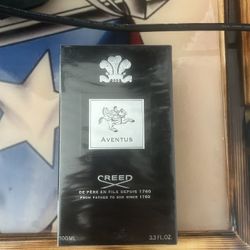 AVENTUS
CREED
DE PÈRE EN FILS DEPUIS 1760
FROM FATHER TO SON SINCE 1760
100ML 3.3 FL.OZ.